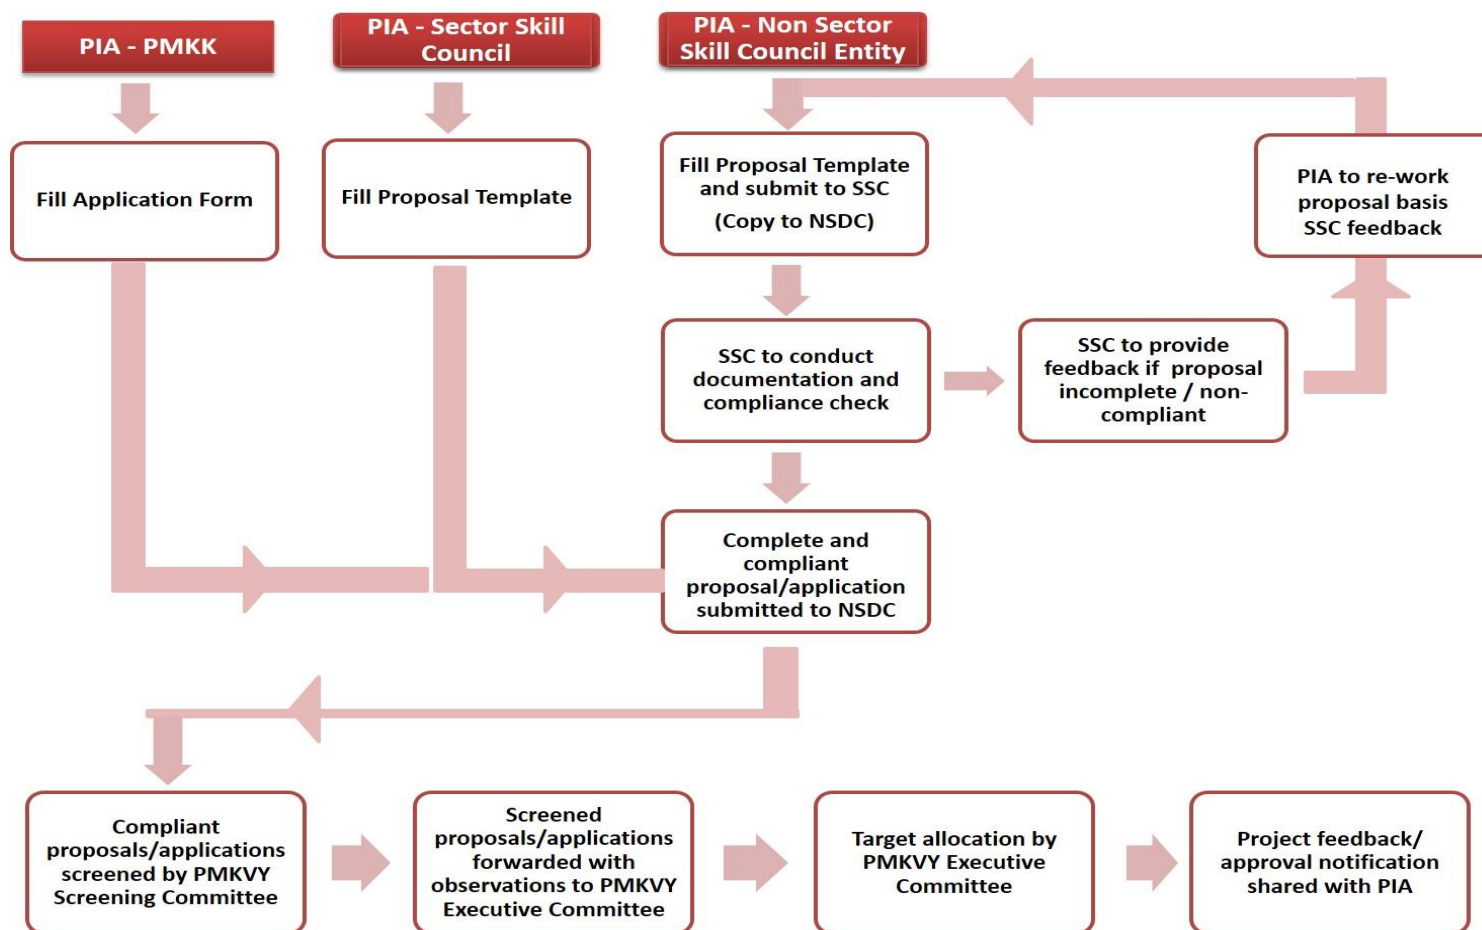 PIA - PMKK
PIA - Sector Skill
Council
PIA - Non Sector
Skill Council Entity
Fill Application Form
Fill Proposal Template
Fill Proposal Template
and submit to SSC
(Copy to NSDC)
PIA to re-work
proposal basis
SSC feedback
SSC to conduct
documentation and
compliance check
SSC to provide
feedback if proposal
incomplete / non-
compliant
Complete and
compliant
proposal/application
submitted to NSDC
Compliant
proposals/applications
screened by PMKVY
Screening Committee
Screened
proposals/applications
forwarded with
observations to PMKVY
Executive Committee
Target allocation by
PMKVY Executive
Committee
Project feedback/
approval notification
shared with PIA